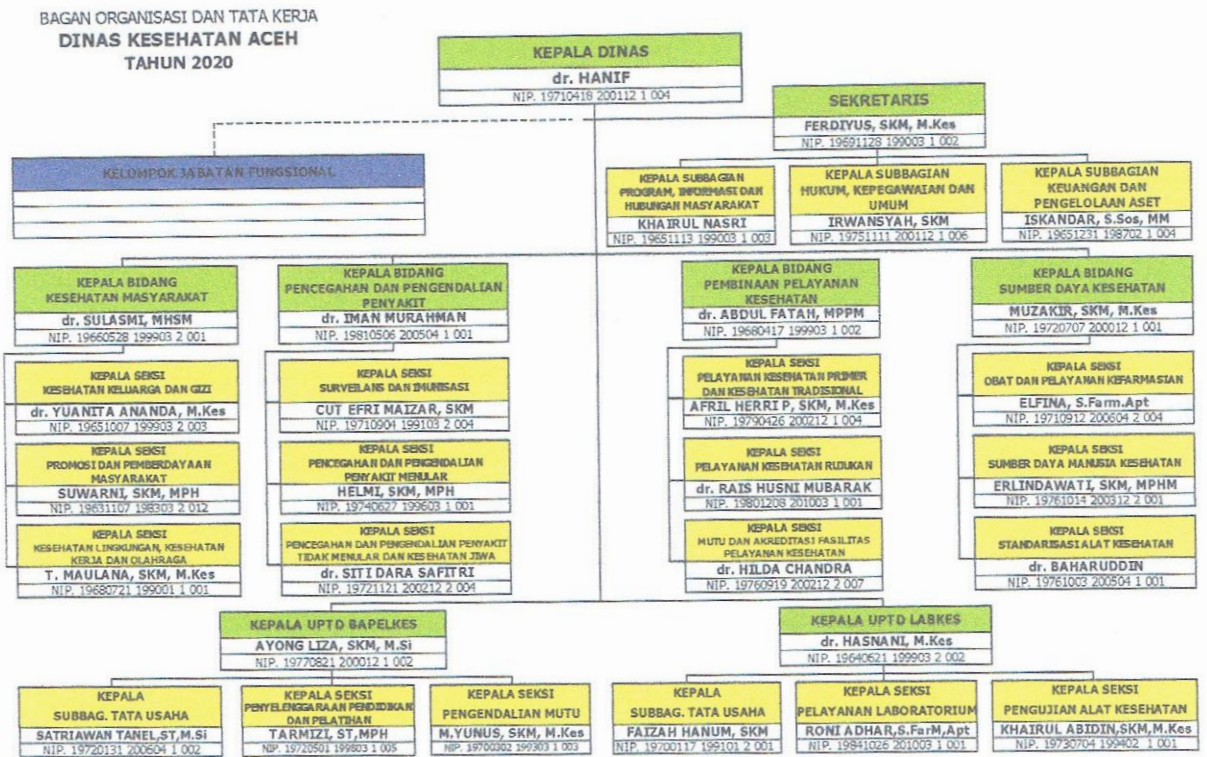 BAGAN ORGANISASI DAN TATA KERJA
DINAS KESEHATAN ACEH
TAHUN 2020
KEPALA DINAS
dr. HANIF
NIP. 19710418 200112 1 004
SEKRETARIS
FERDIYUS, SKM, M.Kes
NIP. 19691128 199003 1 002
KELOMPOK JABATAN FUNGSIONAL
KEPALA SUBBAGIAN
PROGRAM, INFORMASI DAN
HUBUNGAN MASYARAKAT
KHAIRUL NASRI
NIP. 19651113 199003 1 003
KEPALA SUBBAGIAN
HUKUM, KEPEGAWAIAN DAN
UMUM
IRWANSYAH, SKM
NIP. 19751111 200112 1 006
KEPALA SUBBAGIAN
KEUANGAN DAN
PENGELOLAAN ASET
ISKANDAR, S.Sos, MM
NIP. 19651231 198702 1 004
KEPALA BIDANG
KESEHATAN MASYARAKAT
dr. SULASMI, MHSM
NIP. 19660528 199903 2 001
KEPALA SEKSI
KESEHATAN KELUARGA DAN GIZI
dr. YUANITA ANANDA, M.Kes
NIP. 19691007 199903 2 003
KEPALA SEKSI
PROMOSI DAN PEMBERDAYAAN
MASYARAKAT
SUWARNI, SKM, MPH
NIP. 19631107 198303 2 012
KEPALA SEKSI
KESEHATAN LINGKUNGAN, KESEHATAN
KERJA DAN OLAHRAGA
T. MAULANA, SKM, M.Kes
NIP. 19680721 199001 1 001
KEPALA BIDANG
PENCEGAHAN DAN PENGENDALIAN
PENYAKIT
dr. IMAN MURAHMAN
NIP. 19810506 200504 1 001
KEPALA SEKSI
SURVEILANS DAN IMUNISASI
CUT EFRI MAIZAR, SKM
NIP. 19710904 199103 2 004
KEPALA SEKSI
PENCEGAHAN DAN PENGENDALIAN
PENYAKIT MENULAR
HELMI, SKM, MPH
NIP. 19740627 199603 1 001
KEPALA SEKSI
PENCEGAHAN DAN PENGENDALIAN PENYAKIT
TIDAK MENULAR DAN KESEHATAN JIWA
dr. SITI DARA SAFITRI
NIP. 19721121 200212 2 004
KEPALA BIDANG
PEMBINAAN PELAYANAN
KESEHATAN
dr. ABDUL FATAH, MPPM
NIP. 19680417 199903 1 002
KEPALA SEKSI
PELAYANAN KESEHATAN PRIMER
DAN KESEHATAN TRADISIONAL
AFRIL HERRI P, SKM, M.Kes
NIP. 19790426 200212 1 004
KEPALA SEKSI
PELAYANAN KESEHATAN RUJUKAN
dr. RAIS HUSNI MUBARAK
NIP. 19801208 201003 1 001
KEPALA SEKSI
MUTU DAN AKREDITASI FASILITAS
PELAYANAN KESEHATAN
dr. HILDA CHANDRA
NIP. 19760919 200212 2 007
KEPALA BIDANG
SUMBER DAYA KESEHATAN
MUZAKIR, SKM, M.Kes
NIP. 19720707 200012 1 001
KEPALA SEKSI
OBAT DAN PELAYANAN KEFARMASIAN
ELFINA, S.Farm.Apt
NIP. 19710912 200604 2 004
KEPALA SEKSI
SUMBER DAYA MANUSIA KESEHATAN
ERLINDAWATI, SKM, MPHM
NIP. 19761014 200312 2 001
KEPALA SEKSI
STANDARISASI ALAT KESEHATAN
dr. BAHARUDDIN
NIP. 19761003 200504 1 001
KEPALA UPTD BAPELKES
AYONG LIZA, SKM, M.Si
NIP. 19770821 200012 1 002
KEPALA
SUBBAG. TATA USAHA
SATRIAWAN TANEL,ST,M.Si
NIP. 19720131 200604 1 002
KEPALA SEKSI
PENYELENGGARAAN PENDIDIKAN
DAN PELATIHAN
TARMIZI, ST,MPH
NIP. 19720501 199803 1 005
KEPALA SEKSI
PENGENDALIAN MUTU
M.YUNUS, SKM, M.Kes
NIP. 19700302 199303 1 003
KEPALA UPTD LABKES
dr. HASNANI, M.Kes
NIP. 19640621 199903 2 002
KEPALA
SUBBAG. TATA USAHA
FAIZAH HANUM, SKM
NIP. 19700117 199101 2 001
KEPALA SEKSI
PELAYANAN LABORATORIUM
RONI ADHAR,S.FarM,Apt
NIP. 19841026 201003 1 001
KEPALA SEKSI
PENGUJIAN ALAT KESEHATAN
KHAIRUL ABIDIN,SKM,M.Kes
NIP. 19730704 199402 1 001